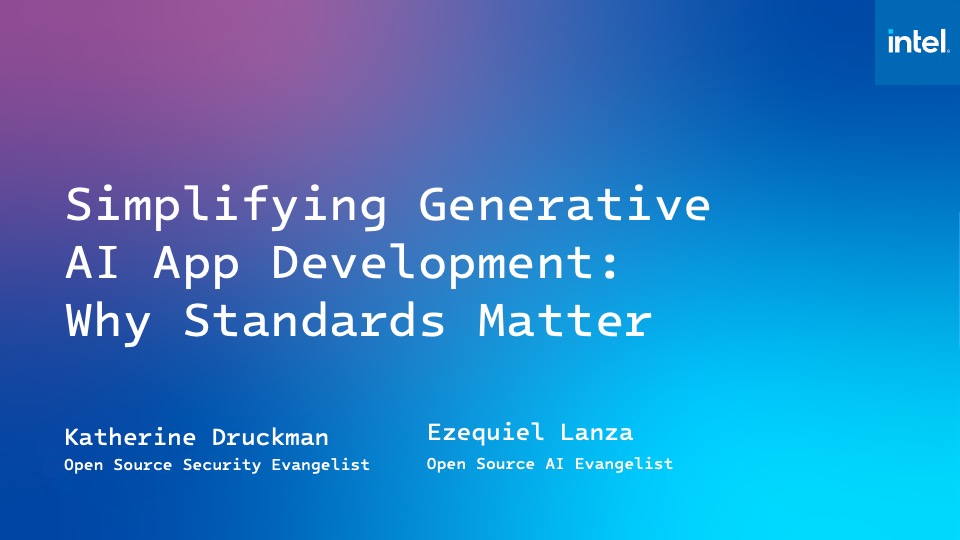 intel.
Simplifying Generative
AI App Development:
Why Standards Matter
Katherine Druckman
Open Source Security Evangelist
Ezequiel Lanza
Open Source AI Evangelist